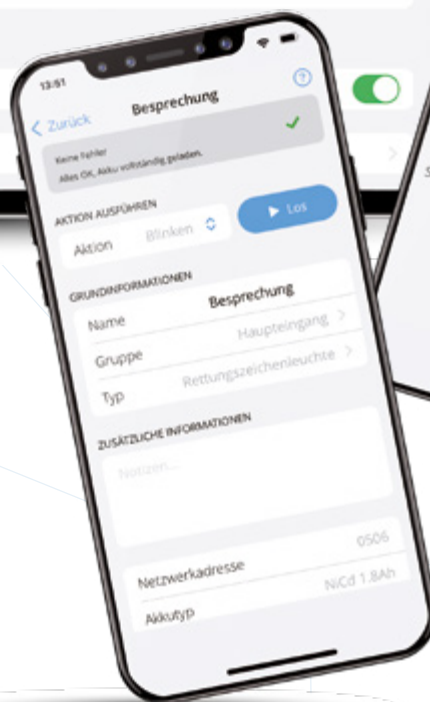 13:51
Zurück
Besprechung
?
Keine Fehler
Alles OK, Akku vollständig geladen.
AKTION AUSFÜHREN
Aktion Blinken Los
GRUNDINFORMATIONEN
Name Besprechung
Gruppe Haupteingang
Typ Rettungszeichenleuchte
ZUSÄTZLICHE INFORMATIONEN
Notizen...
Netzwerkadresse 0506
Akkutyp NiCd 1.8Ah
S